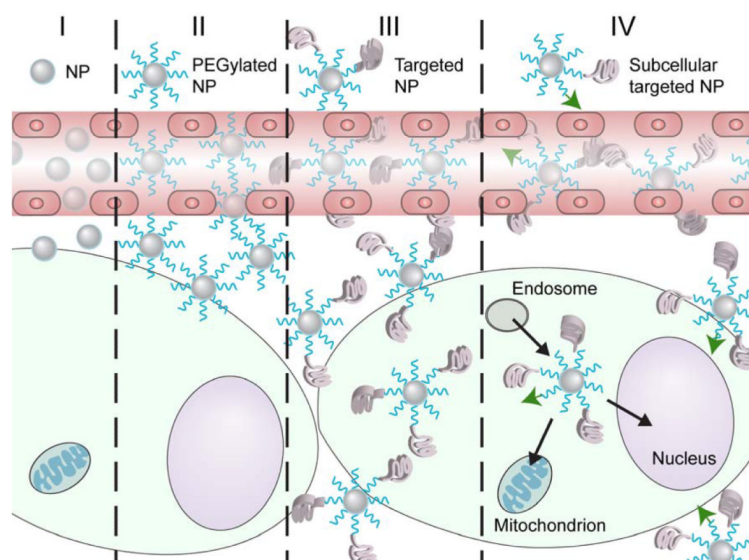 I
II
III
IV
NP
PEGylated
NP
Targeted
NP
Subcellular
targeted NP
Endosome
Nucleus
Mitochondrion